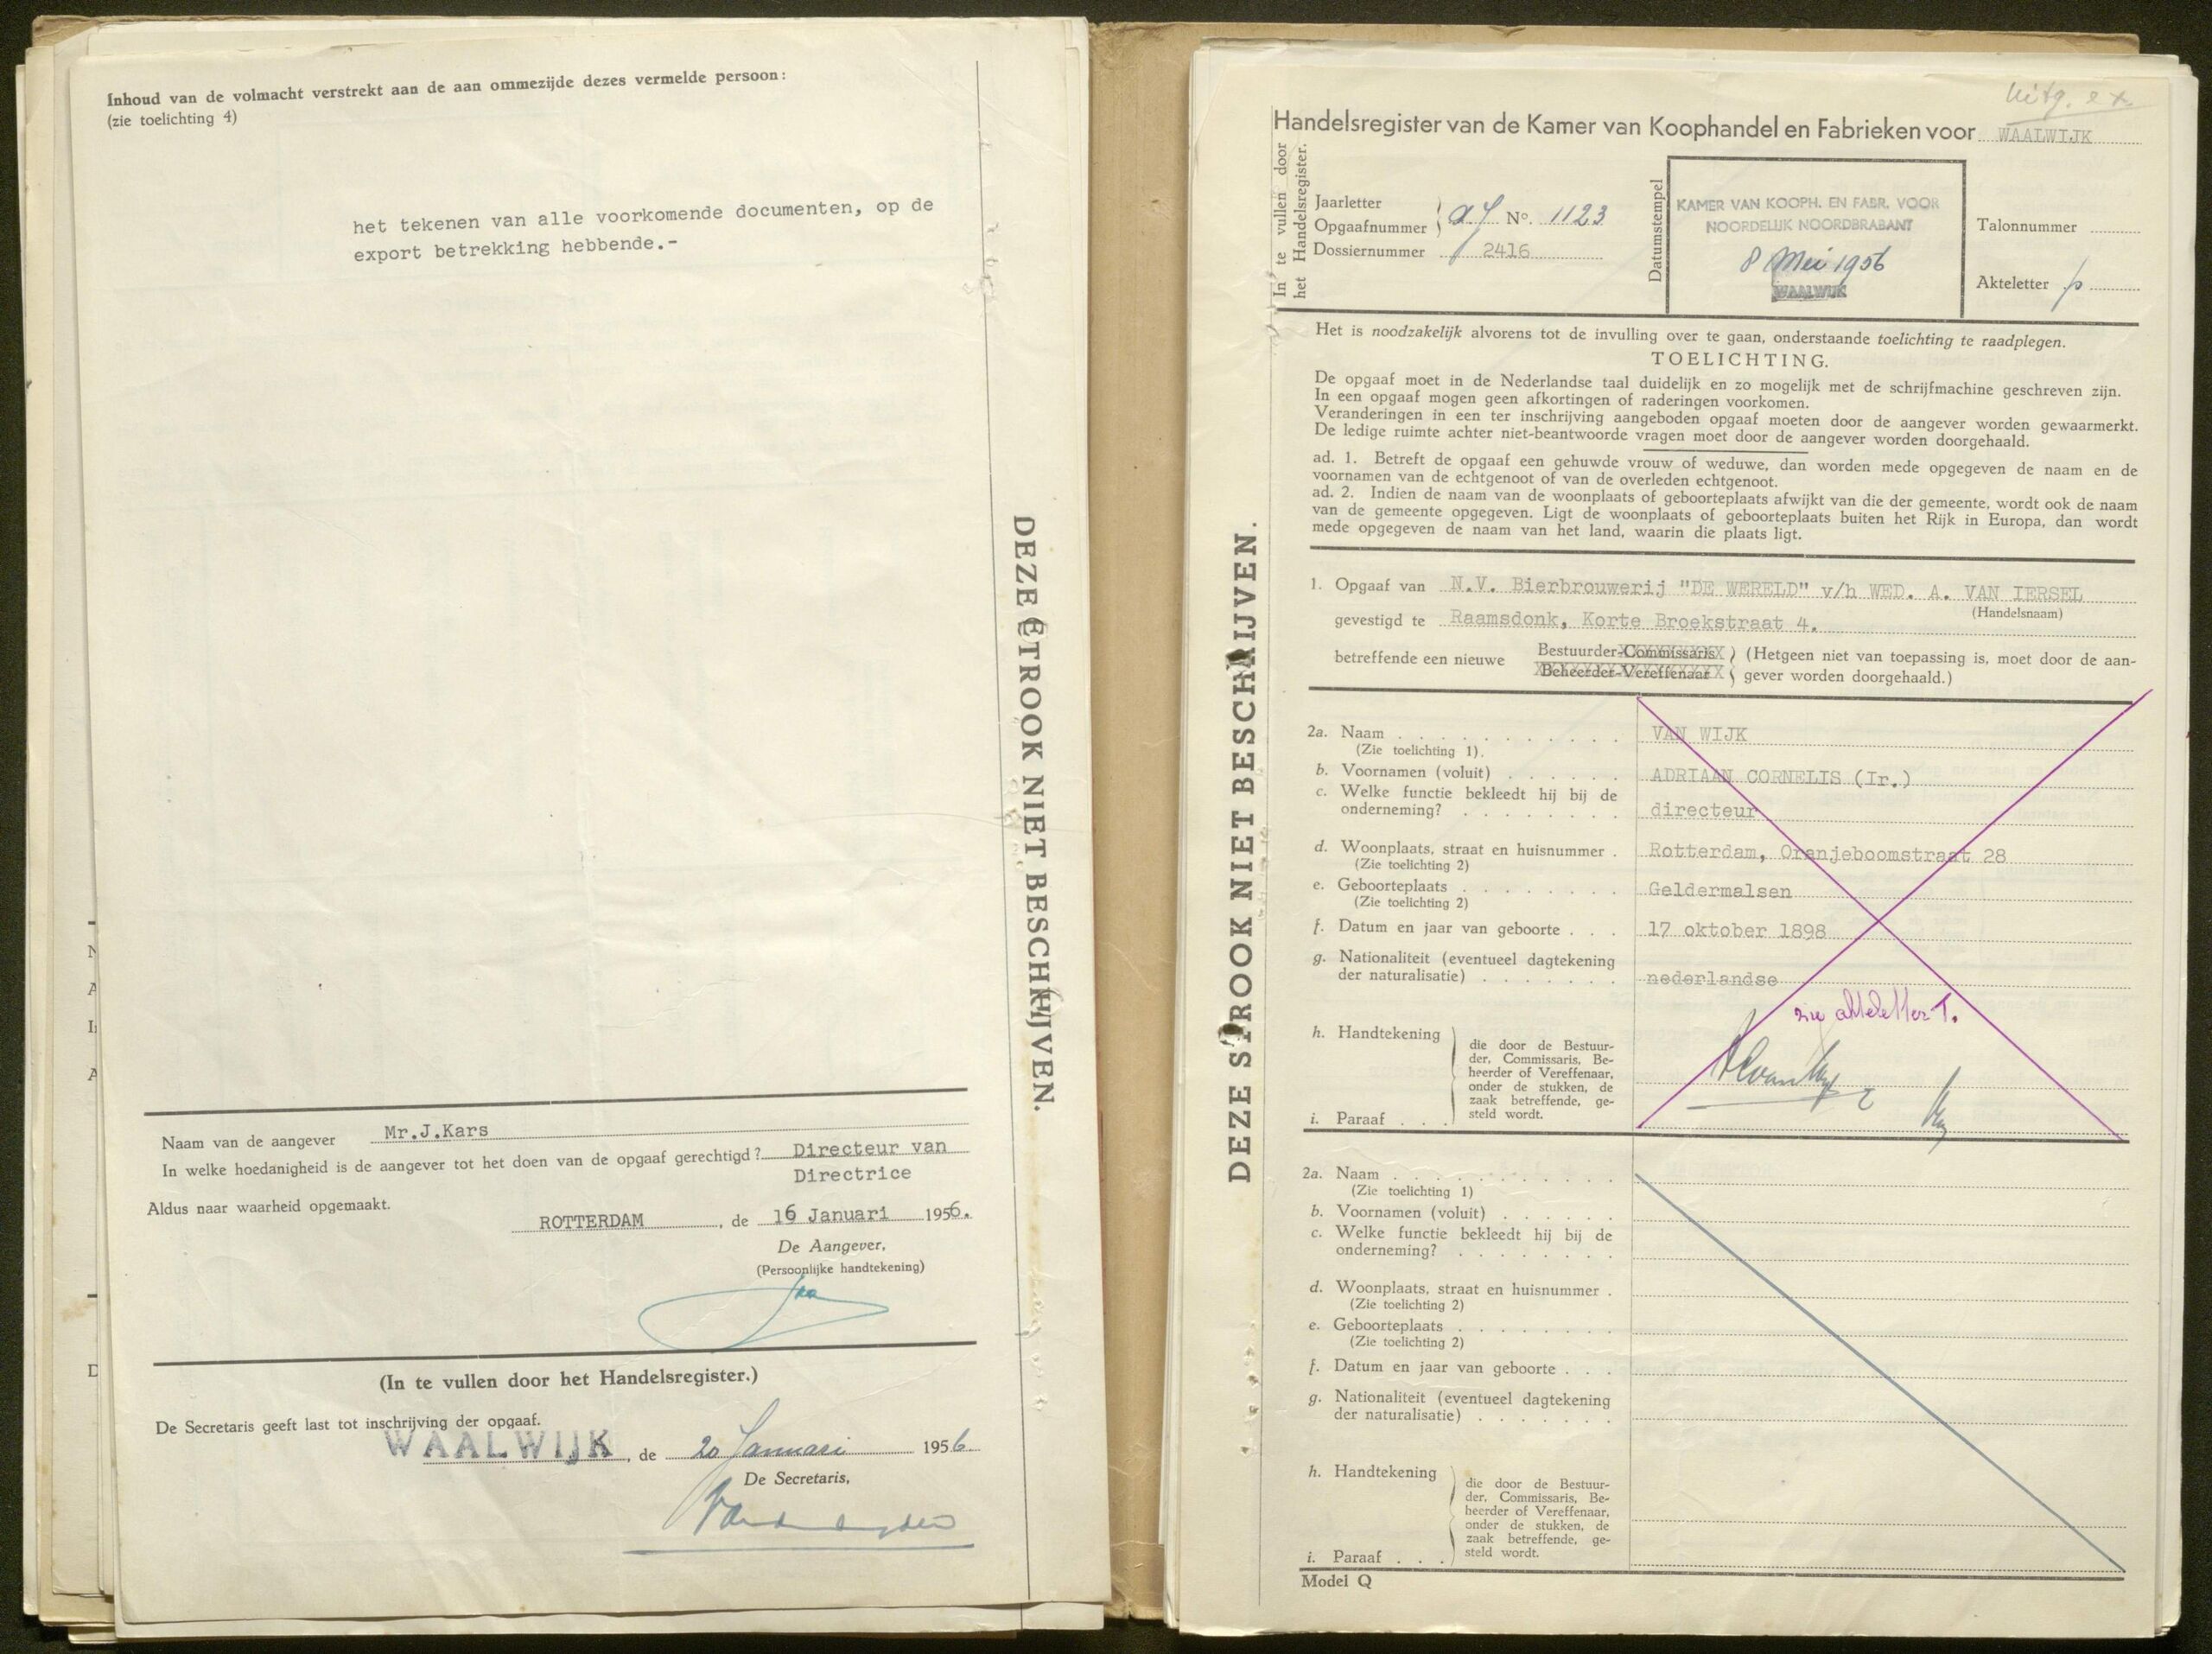 Inhoud van de volmacht verstrekt aan de aan ommezijde dezes vermelde persoon:
(zie toelichting 4)
het tekenen van alle voorkomende documenten, op de
export betrekking hebbende.-
Naam van de aangever Mr.J.Kars
In welke hoedanigheid is de aangever tot het doen van de opgaaf gerechtigd? Directeur van
Directrice
Aldus naar waarheid opgemaakt.
ROTTERDAM, de 16 Januari 1956.
De Aangever,
(Persoonlijke handtekening)
(In te vullen door het Handelsregister.)
De Secretaris geeft last tot inschrijving der opgaaf.
WAALWIJK, de 20 Januari 1956.
De Secretaris,
DEZE STROOK NIET BESCHRIJVEN.
DEZE STROOK NIET BESCHRIJVEN.
Uitg. ex.
Handelsregister van de Kamer van Koophandel en Fabrieken voor WAALWIJK
In te vullen door
het Handelsregister.
Jaarletter
Opgaafnummer
No. 1123
Dossiernummer 2416
Datumstempel
KAMER VAN KOOPH. EN FABR. VOOR
NOORDELIJK NOORDBRABANT
8 Mei 1956
WAALWIJK
Talonnummer
Akteletter p
Het is noodzakelijk alvorens tot de invulling over te gaan, onderstaande toelichting te raadplegen.
TOELICHTING.
De opgaaf moet in de Nederlandse taal duidelijk en zo mogelijk met de schrijfmachine geschreven zijn.
In een opgaaf mogen geen afkortingen of raderingen voorkomen.
Veranderingen in een ter inschrijving aangeboden opgaaf moeten door de aangever worden gewaarmerkt.
De ledige ruimte achter niet-beantwoorde vragen moet door de aangever worden doorgehaald.
ad. 1. Betreft de opgaaf een gehuwde vrouw of weduwe, dan worden mede opgegeven de naam en de
voornamen van de echtgenoot of van de overleden echtgenoot.
ad. 2. Indien de naam van de woonplaats of geboorteplaats afwijkt van die der gemeente, wordt ook de naam
van de gemeente opgegeven. Ligt de woonplaats of geboorteplaats buiten het Rijk in Europa, dan wordt
mede opgegeven de naam van het land, waarin die plaats ligt.
1. Opgaaf van N.V. Bierbrouwerij "DE WERELD" v/h WED. A. VAN IERSEL
(Handelsnaam)
gevestigd te Raamsdonk, Korte Broekstraat 4.
betreffende een nieuwe Bestuurder-Commissaris (Hetgeen niet van toepassing is, moet door de aan-
Beheerder-Vereffenaar gever worden doorgehaald.)
2a. Naam VAN WIJK
(Zie toelichting 1).
b. Voornamen (voluit) ADRIAAN CORNELIS (Ir.)
c. Welke functie bekleedt hij bij de
onderneming? directeur
d. Woonplaats, straat en huisnummer Rotterdam, Oranjeboomstraat 28
(Zie toelichting 2)
e. Geboorteplaats Geldermalsen
(Zie toelichting 2)
f. Datum en jaar van geboorte 17 oktober 1898
g. Nationaliteit (eventueel dagtekening
der naturalisatie) nederlandse
zie akteletter T.
h. Handtekening
die door de Bestuur-
der, Commissaris, Be-
heerder of Vereffenaar,
onder de stukken, de
zaak betreffende, ge-
steld wordt.
i. Paraaf
2a. Naam
(Zie toelichting 1)
b. Voornamen (voluit)
c. Welke functie bekleedt hij bij de
onderneming?
d. Woonplaats, straat en huisnummer
(Zie toelichting 2)
e. Geboorteplaats
(Zie toelichting 2)
f. Datum en jaar van geboorte
g. Nationaliteit (eventueel dagtekening
der naturalisatie)
h. Handtekening
die door de Bestuur-
der, Commissaris, Be-
heerder of Vereffenaar,
onder de stukken, de
zaak betreffende, ge-
steld wordt.
i. Paraaf
Model Q